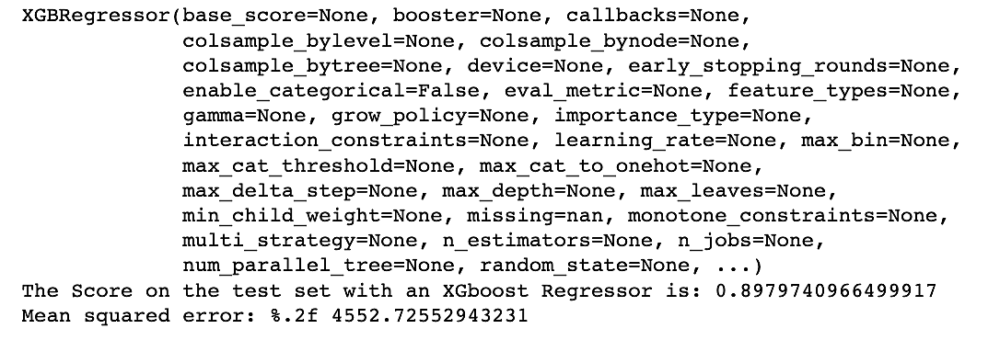 XGBRegressor(base_score=None, booster=None, callbacks=None,
             colsample_bylevel=None, colsample_bynode=None,
             colsample_bytree=None, device=None, early_stopping_rounds=None,
             enable_categorical=False, eval_metric=None, feature_types=None,
             gamma=None, grow_policy=None, importance_type=None,
             interaction_constraints=None, learning_rate=None, max_bin=None,
             max_cat_threshold=None, max_cat_to_onehot=None,
             max_delta_step=None, max_depth=None, max_leaves=None,
             min_child_weight=None, missing=nan, monotone_constraints=None,
             multi_strategy=None, n_estimators=None, n_jobs=None,
             num_parallel_tree=None, random_state=None, ...)
The Score on the test set with an XGboost Regressor is: 0.8979740966499917
Mean squared error: %.2f 4552.72552943231